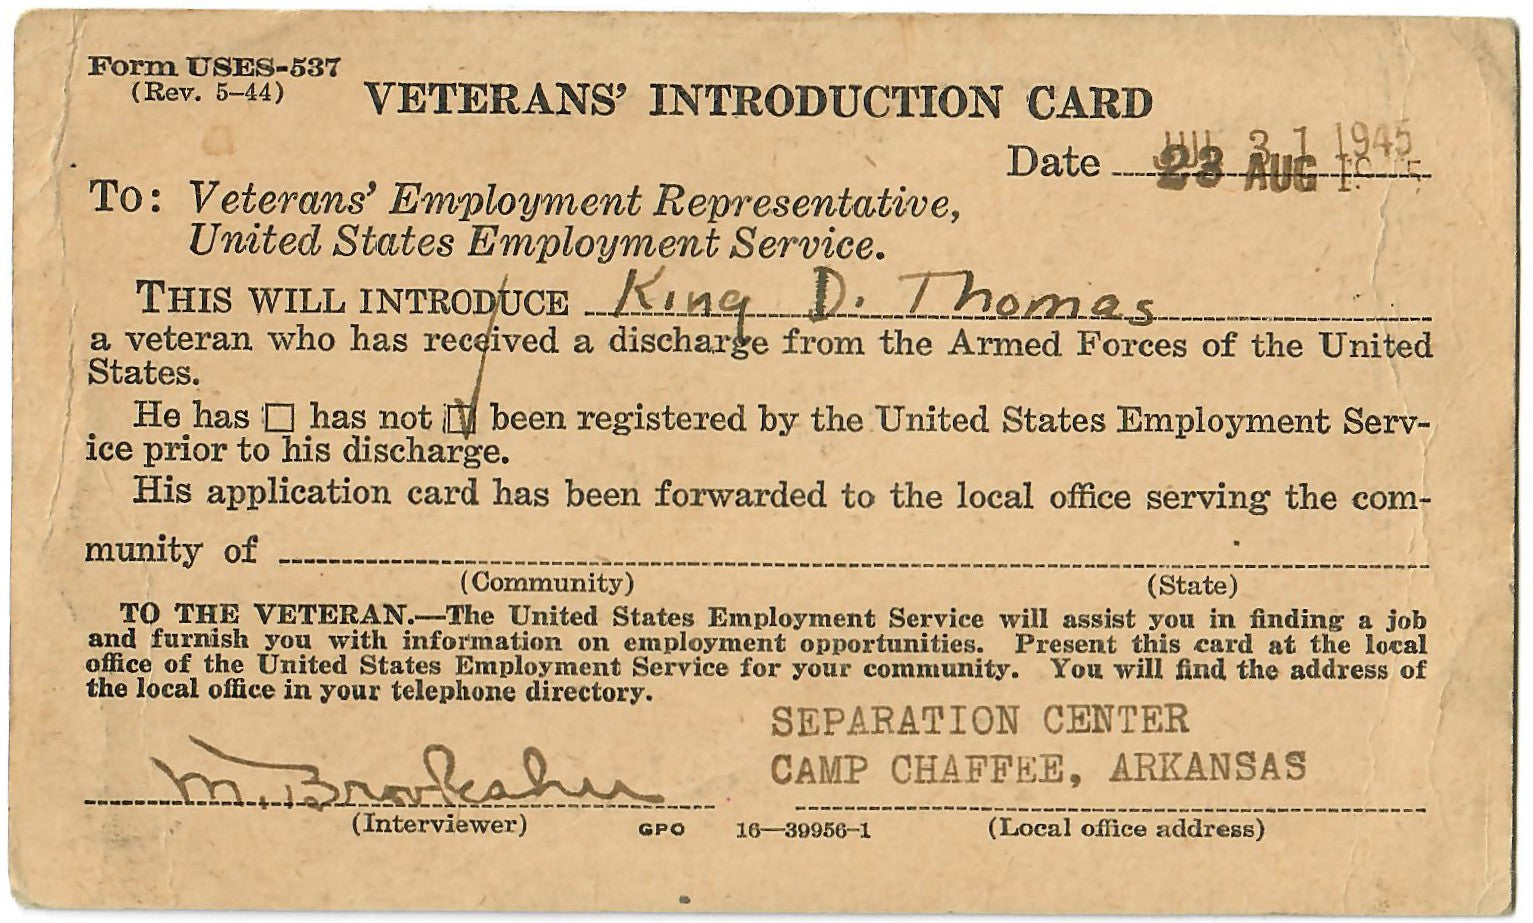 Form USES-537
(Rev. 5-44)
VETERANS' INTRODUCTION CARD
JUL 31 1945
Date 23 AUG
To: Veterans' Employment Representative,
United States Employment Service.
THIS WILL INTRODUCE King D. Thomas
a veteran who has received a discharge from the Armed Forces of the United
States.
He has ☐ has not ☑ been registered by the United States Employment Serv-
ice prior to his discharge.
His application card has been forwarded to the local office serving the com-
munity of
(Community) (State)
TO THE VETERAN.—The United States Employment Service will assist you in finding a job
and furnish you with information on employment opportunities. Present this card at the local
office of the United States Employment Service for your community. You will find the address of
the local office in your telephone directory.
SEPARATION CENTER
CAMP CHAFFEE, ARKANSAS
M.
(Interviewer) GPO 16—39956-1 (Local office address)